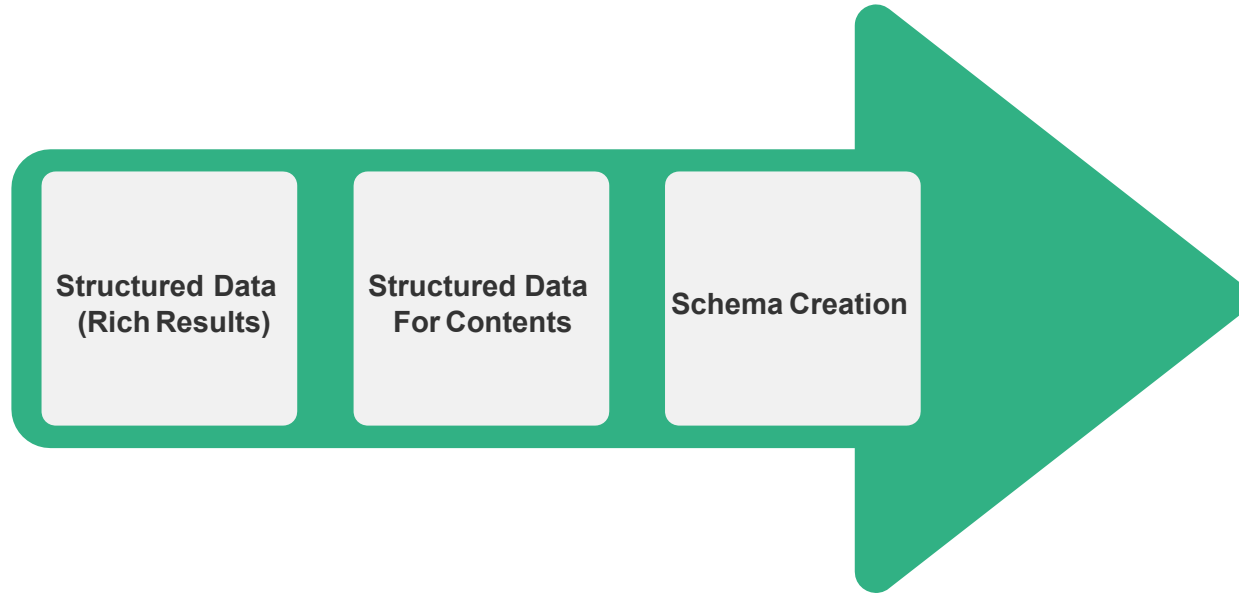 Structured Data
(Rich Results)
Structured Data
For Contents
Schema Creation